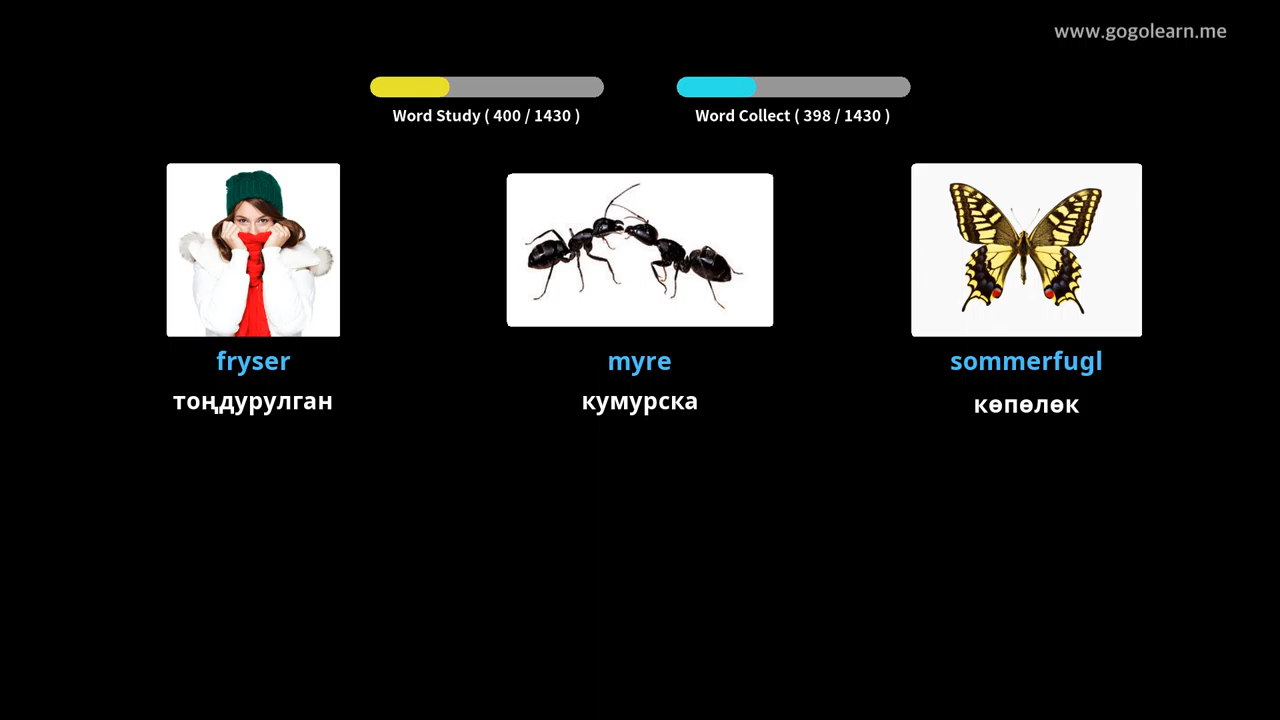 www.gogolearn.me
Word Study ( 400 / 1430 )
Word Collect ( 398 / 1430 )
fryser
myre
sommerfugl
тоңдурулган
кумурска
көпөлөк